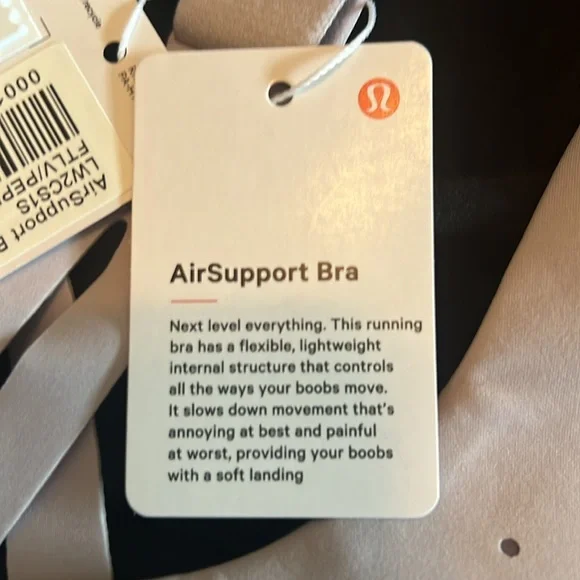 AirSupport Bra
Next level everything. This running
bra has a flexible, lightweight
internal structure that controls
all the ways your boobs move.
It slows down movement that's
annoying at best and painful
at worst, providing your boobs
with a soft landing
AirSupport
LW2CS1S
000